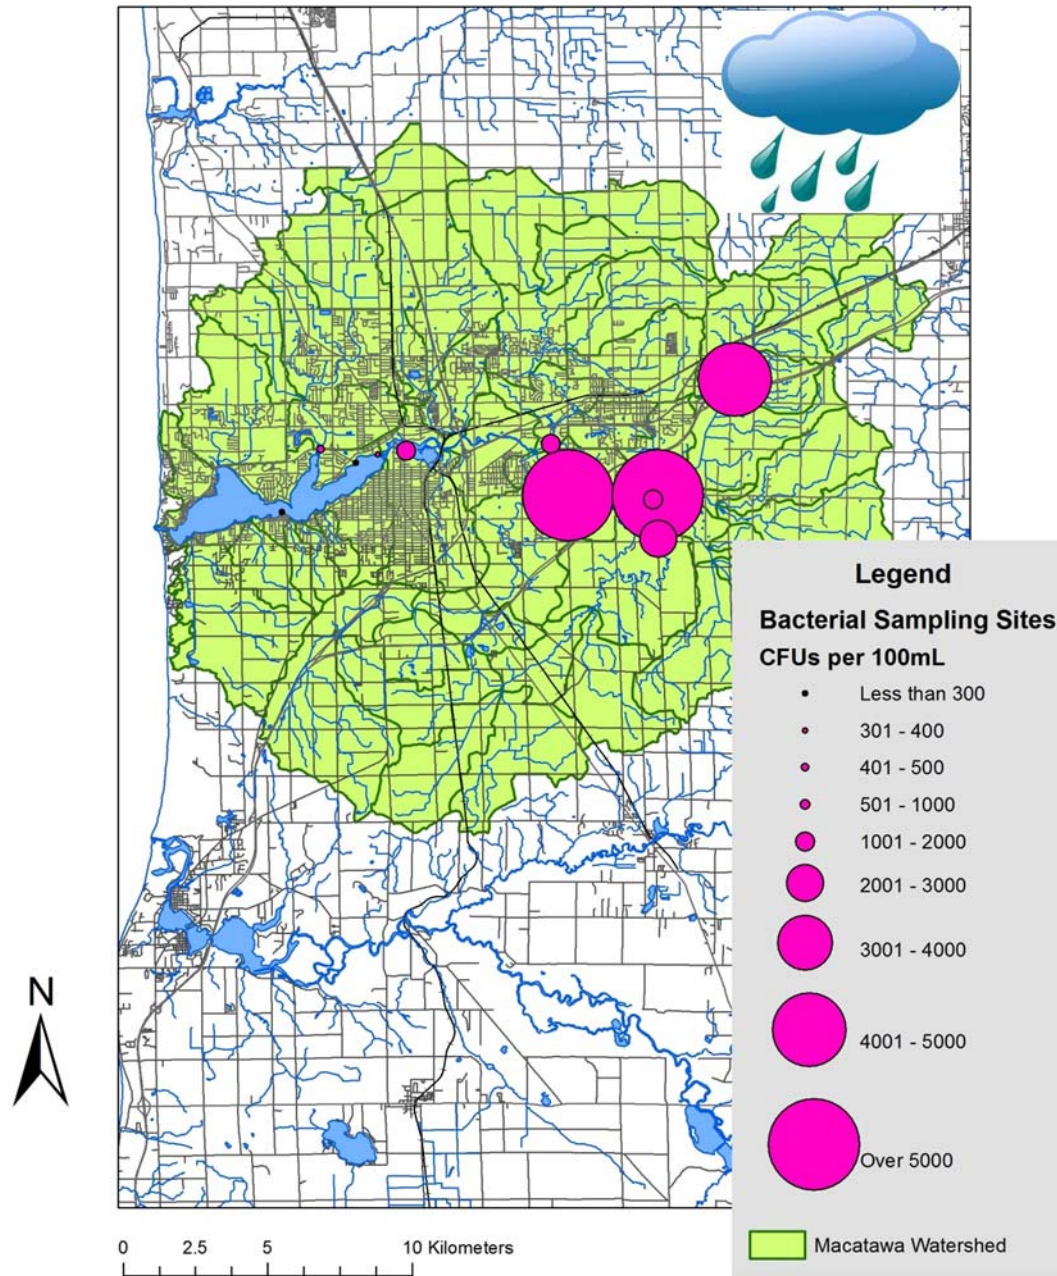 Legend
Bacterial Sampling Sites
CFUs per 100mL
Less than 300
301 - 400
401 - 500
501 - 1000
1001 - 2000
2001 - 3000
3001 - 4000
4001 - 5000
Over 5000
Macatawa Watershed
N
0 2.5 5 10 Kilometers